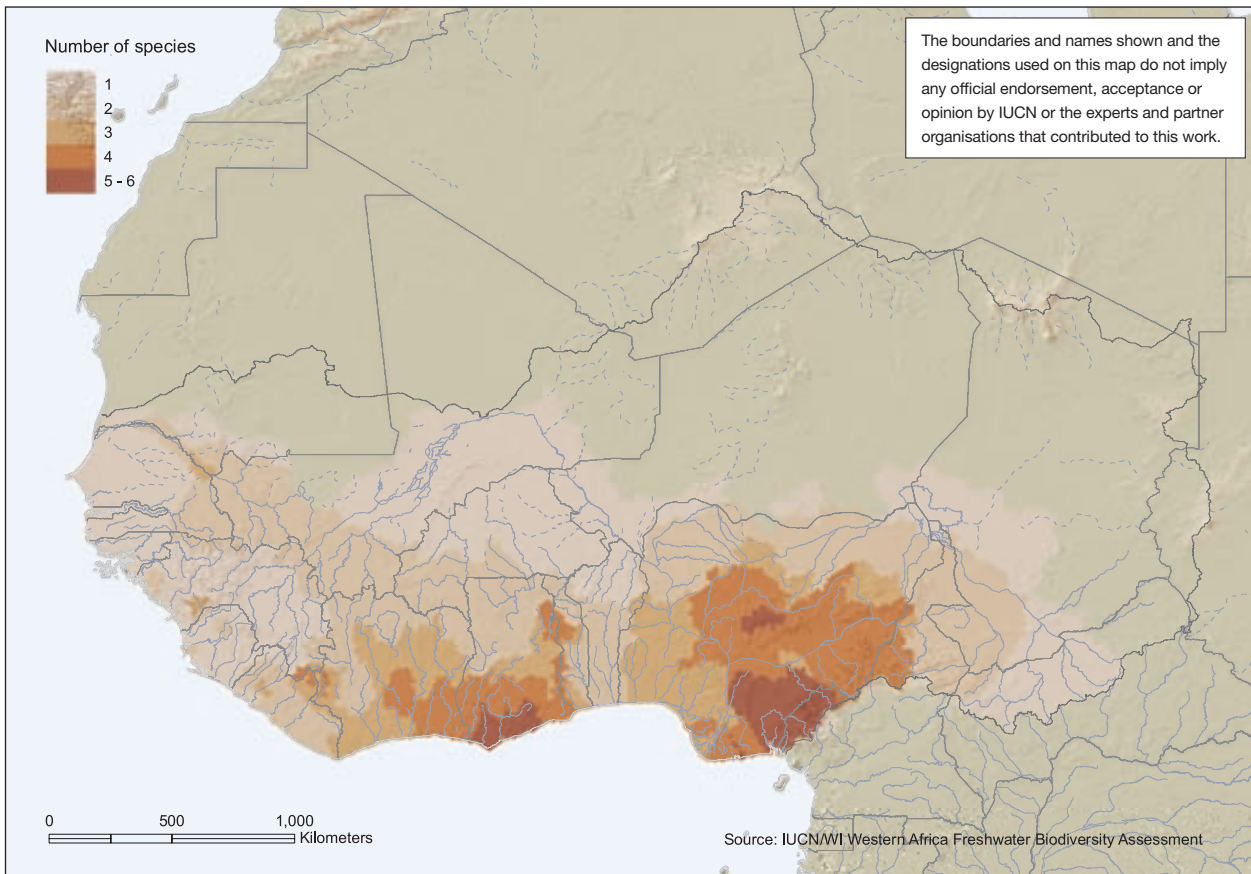 Number of species
1
2
3
4
5 - 6
The boundaries and names shown and the
designations used on this map do not imply
any official endorsement, acceptance or
opinion by IUCN or the experts and partner
organisations that contributed to this work.
0 500 1,000
Kilometers
Source: IUCN/WI Western Africa Freshwater Biodiversity Assessment